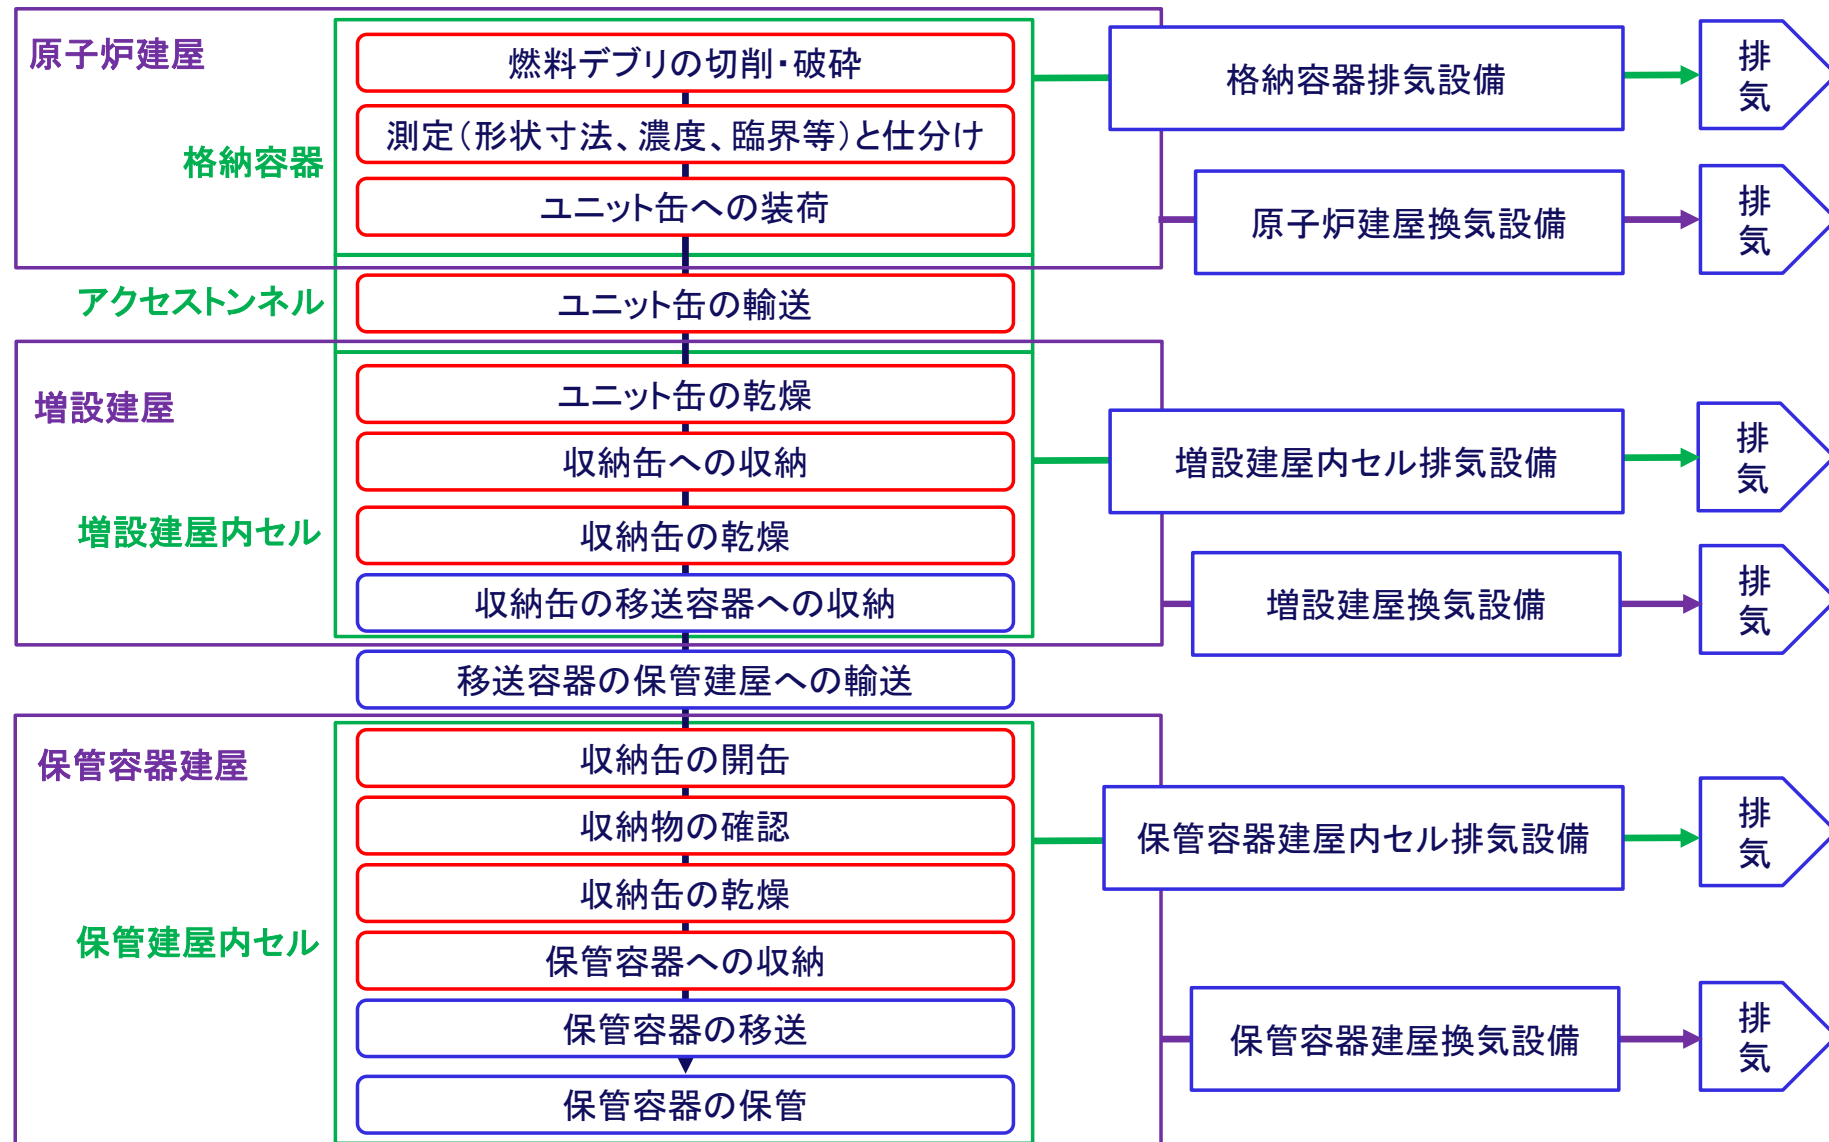 原子炉建屋
格納容器
燃料デブリの切削・破砕
測定(形状寸法、濃度、臨界等)と仕分け
ユニット缶への装荷
格納容器排気設備
排
気
原子炉建屋換気設備
排
気
アクセストンネル
ユニット缶の輸送
増設建屋
増設建屋内セル
ユニット缶の乾燥
収納缶への収納
収納缶の乾燥
収納缶の移送容器への収納
増設建屋内セル排気設備
排
気
増設建屋換気設備
排
気
移送容器の保管建屋への輸送
保管容器建屋
保管建屋内セル
収納缶の開缶
収納物の確認
収納缶の乾燥
保管容器への収納
保管容器の移送
保管容器の保管
保管容器建屋内セル排気設備
排
気
保管容器建屋換気設備
排
気